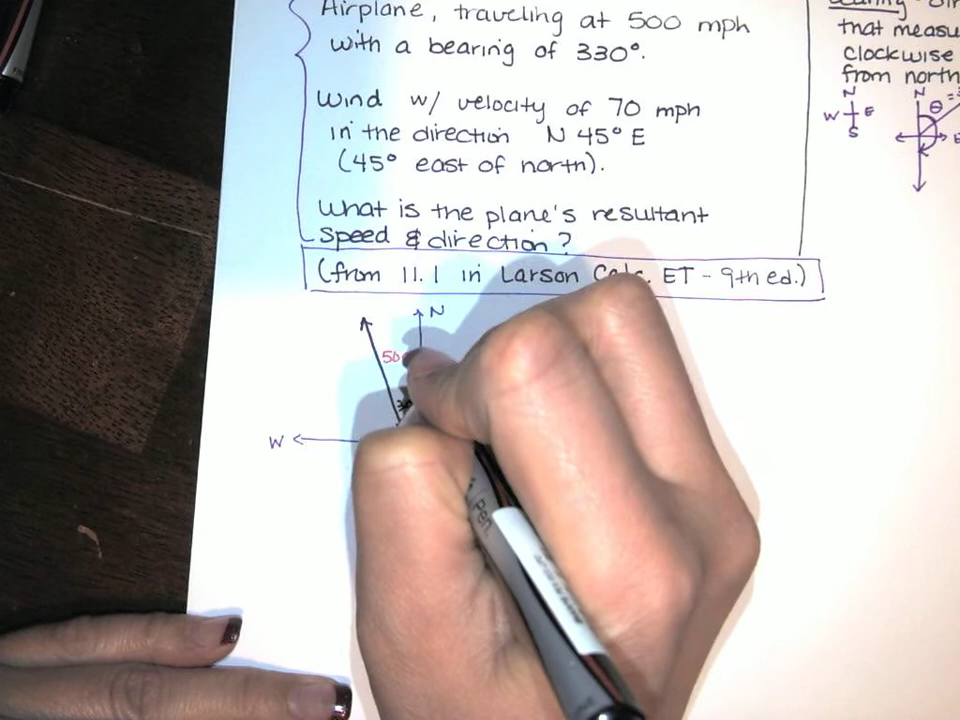 Airplane, traveling at 500 mph
with a bearing of 330°.
Wind w/ velocity of 70 mph
in the direction N 45° E
(45° east of north).
What is the plane's resultant
speed & direction?
(from 11.1 in Larson Calc. ET - 9th ed.)
that measu
clockwise
from north
N
W E
S
N
θ =
E
N
50
W
Pen